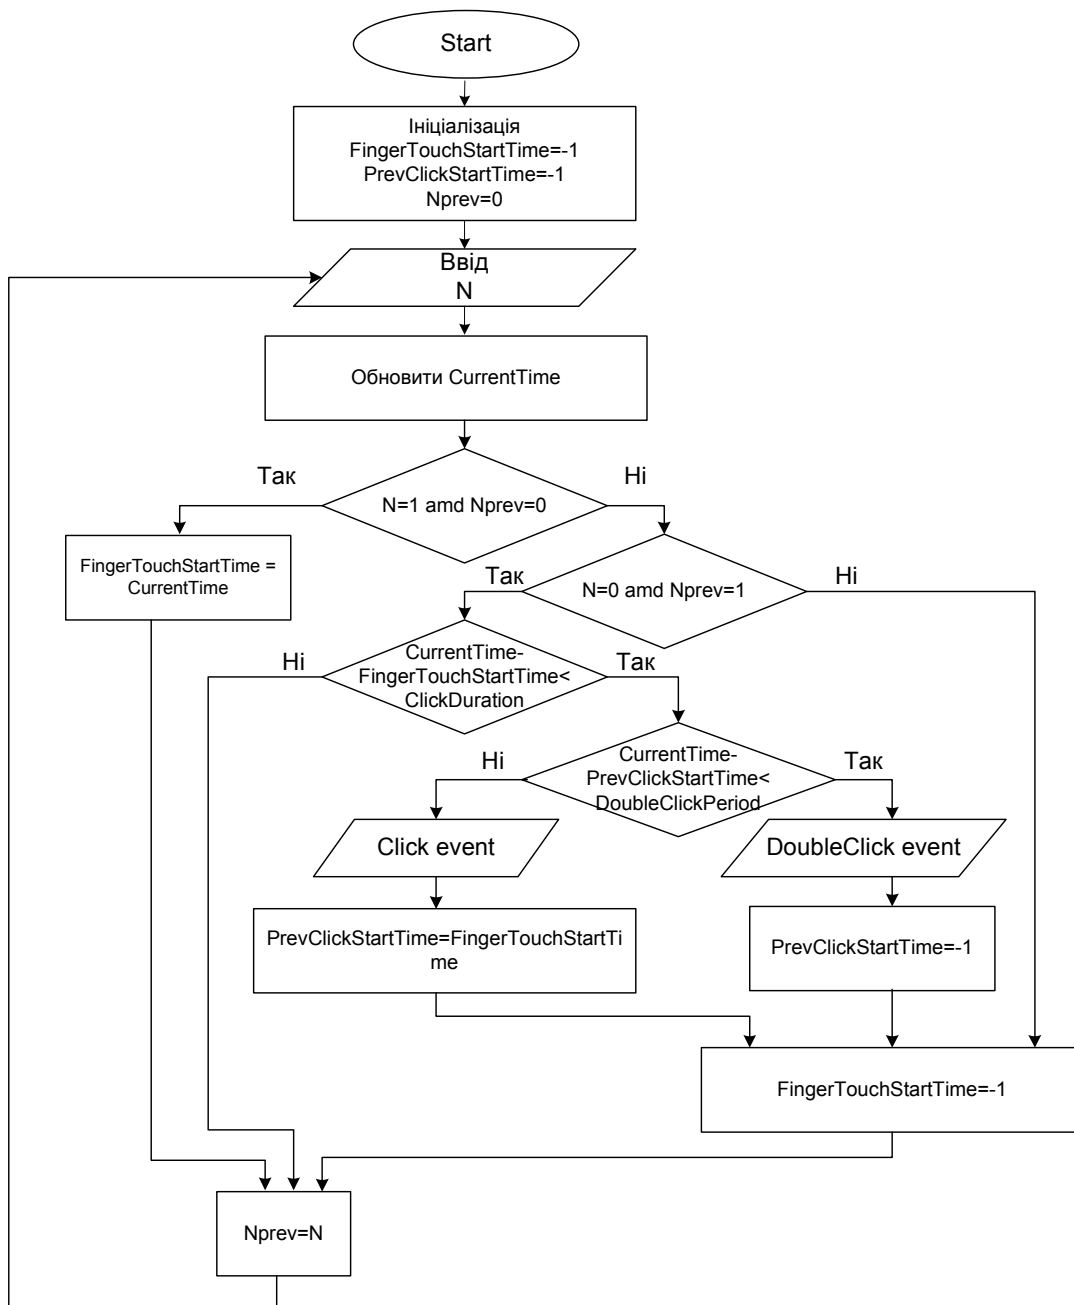 Start
Ініціалізація
FingerTouchStartTime=-1
PrevClickStartTime=-1
Nprev=0
Ввід
N
Обновити CurrentTime
Так
Ні
N=1 amd Nprev=0
FingerTouchStartTime =
CurrentTime
Так
Ні
N=0 amd Nprev=1
Ні
Так
CurrentTime-
FingerTouchStartTime<
ClickDuration
Ні
Так
CurrentTime-
PrevClickStartTime<
DoubleClickPeriod
Click event
DoubleClick event
PrevClickStartTime=FingerTouchStartTi
me
PrevClickStartTime=-1
FingerTouchStartTime=-1
Nprev=N